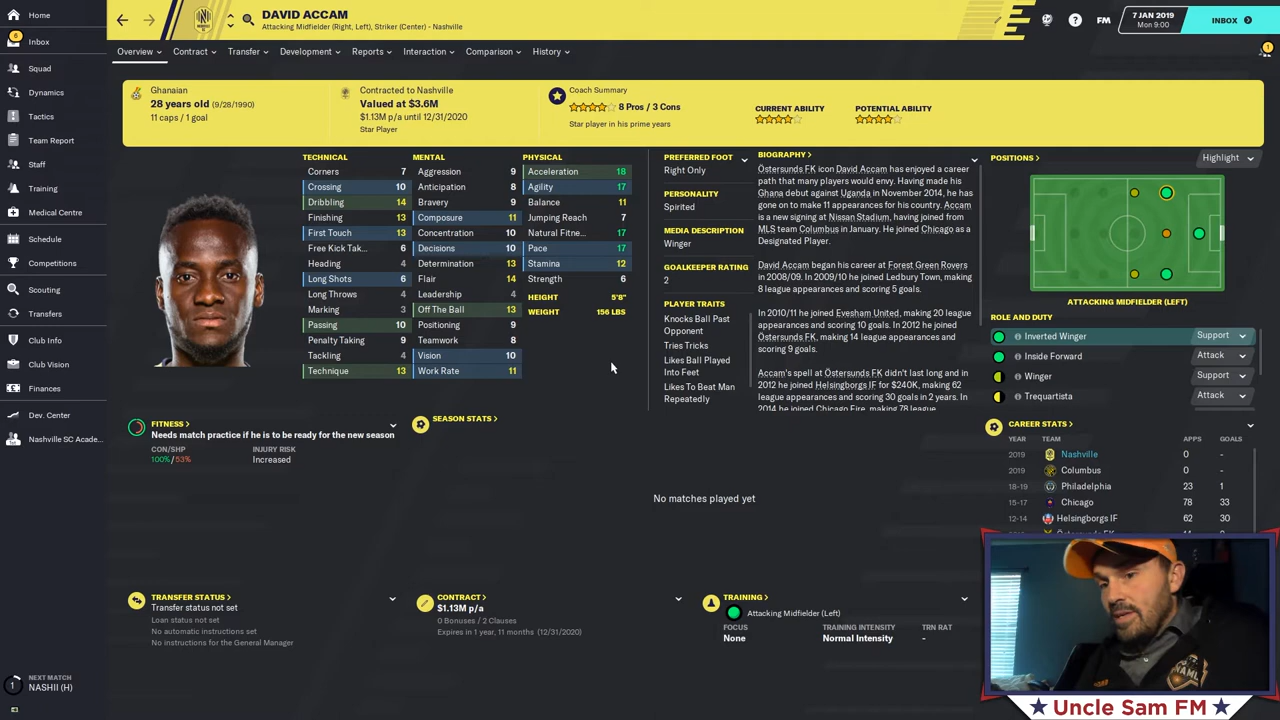 Home
6
Inbox
Squad
Dynamics
Tactics
Team Report
Staff
Training
Medical Centre
Schedule
Competitions
Scouting
Transfers
Club Info
Club Vision
Finances
Dev. Center
Nashville SC Acade...
1
NEXT MATCH
NASHII (H)
DAVID ACCAM
Attacking Midfielder (Right, Left), Striker (Center) - Nashville
FM
7 JAN 2019
Mon 9:00
INBOX
Overview
Contract
Transfer
Development
Reports
Interaction
Comparison
History
1
Ghanaian
28 years old (9/28/1990)
11 caps / 1 goal
Contracted to Nashville
Valued at $3.6M
$1.13M p/a until 12/31/2020
Star Player
Coach Summary
8 Pros / 3 Cons
Star player in his prime years
CURRENT ABILITY
POTENTIAL ABILITY
TECHNICAL
Corners 7
Crossing 10
Dribbling 14
Finishing 13
First Touch 13
Free Kick Tak... 6
Heading 4
Long Shots 6
Long Throws 4
Marking 3
Passing 10
Penalty Taking 9
Tackling 4
Technique 13
MENTAL
Aggression 9
Anticipation 8
Bravery 9
Composure 11
Concentration 10
Decisions 10
Determination 13
Flair 14
Leadership 4
Off The Ball 13
Positioning 9
Teamwork 8
Vision 10
Work Rate 11
PHYSICAL
Acceleration 18
Agility 17
Balance 11
Jumping Reach 7
Natural Fitne... 17
Pace 17
Stamina 12
Strength 6
HEIGHT 5'8"
WEIGHT 156 LBS
PREFERRED FOOT
Right Only
PERSONALITY
Spirited
MEDIA DESCRIPTION
Winger
GOALKEEPER RATING
2
PLAYER TRAITS
Knocks Ball Past
Opponent
Tries Tricks
Likes Ball Played
Into Feet
Likes To Beat Man
Repeatedly
BIOGRAPHY
Östersunds FK icon David Accam has enjoyed a career
path that many players would envy. Having made his
Ghana debut against Uganda in November 2014, he has
gone on to make 11 appearances for his country. Accam
is a new signing at Nissan Stadium, having joined from
MLS team Columbus in January. He joined Chicago as a
Designated Player.
David Accam began his career at Forest Green Rovers
in 2008/09. In 2009/10 he joined Ledbury Town, making
8 league appearances and scoring 5 goals.
In 2010/11 he joined Evesham United, making 20 league
appearances and scoring 10 goals. In 2012 he joined
Östersunds FK, making 14 league appearances and
scoring 9 goals.
Accam's spell at Östersunds FK didn't last long and in
2012 he joined Helsingborgs IF for $240K, making 62
league appearances and scoring 30 goals in 2 years. In
2014 he joined Chicago Fire, making 78 league
POSITIONS
Highlight
ATTACKING MIDFIELDER (LEFT)
ROLE AND DUTY
Inverted Winger Support
Inside Forward Attack
Winger Support
Trequartista Attack
FITNESS
Needs match practice if he is to be ready for the new season
CON/SHP
100%/53%
INJURY RISK
Increased
SEASON STATS
No matches played yet
CAREER STATS
YEAR TEAM APPS GOALS
2019 Nashville 0 -
2019 Columbus 0 -
18-19 Philadelphia 23 1
15-17 Chicago 78 33
12-14 Helsingborgs IF 62 30
TRANSFER STATUS
Transfer status not set
Loan status not set
No automatic instructions set
No instructions for the General Manager
CONTRACT
$1.13M p/a
0 Bonuses / 2 Clauses
Expires in 1 year, 11 months (12/31/2020)
TRAINING
Attacking Midfielder (Left)
FOCUS
None
TRAINING INTENSITY
Normal Intensity
TRN RAT
-
Uncle Sam FM